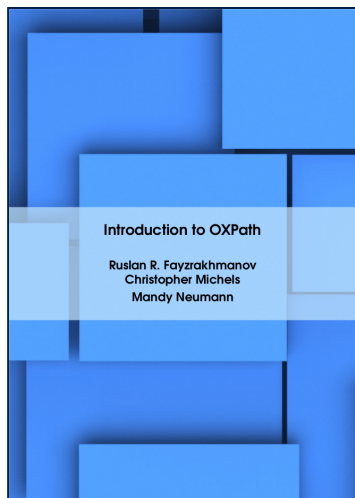 Introduction to OXPath
Ruslan R. Fayzrakhmanov
Christopher Michels
Mandy Neumann